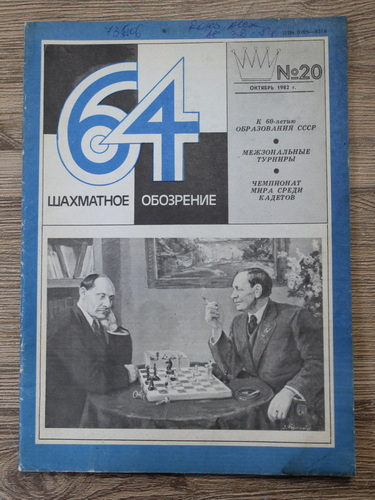 64
ШАХМАТНОЕ ОБОЗРЕНИЕ
№20
ОКТЯБРЬ 1982 г.
К 60-летию
ОБРАЗОВАНИЯ СССР
МЕЖЗОНАЛЬНЫЕ
ТУРНИРЫ
ЧЕМПИОНАТ
МИРА СРЕДИ
КАДЕТОВ